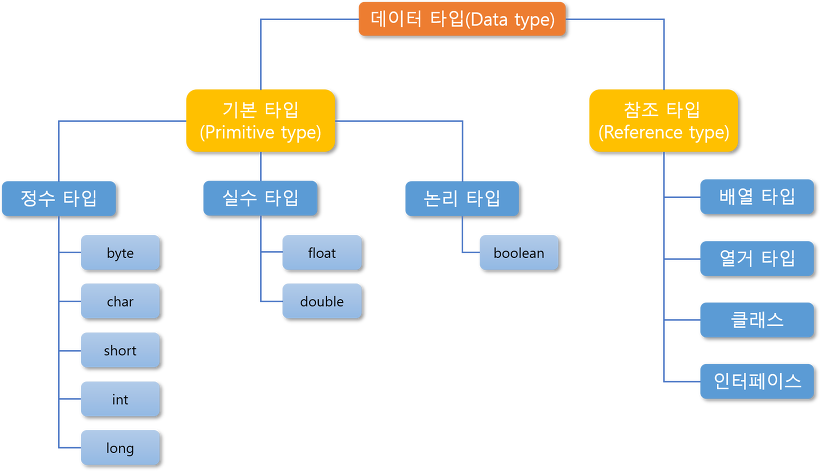 데이터 타입(Data type)
기본 타입
(Primitive type)
참조 타입
(Reference type)
정수 타입
실수 타입
논리 타입
배열 타입
byte
float
boolean
열거 타입
char
double
클래스
short
인터페이스
int
long